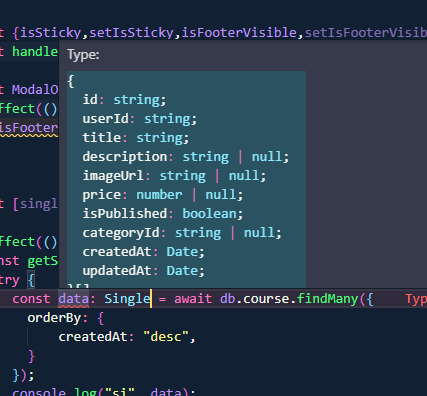 t {isSticky,setIsSticky,isFooterVisible,setIsFooterVisib
t handle
Type:
{
id: string;
t ModalO
userId: string;
ffect(()
title: string;
isFooter
description: string | null;
imageUrl: string | null;
price: number | null;
isPublished: boolean;
t [singl
categoryId: string | null;
createdAt: Date;
ffect(()
updatedAt: Date;
nst getS
}[]
try {
const data: Single = await db.course.findMany({ Typ
orderBy: {
createdAt: "desc",
}
});
console.log("si", data);